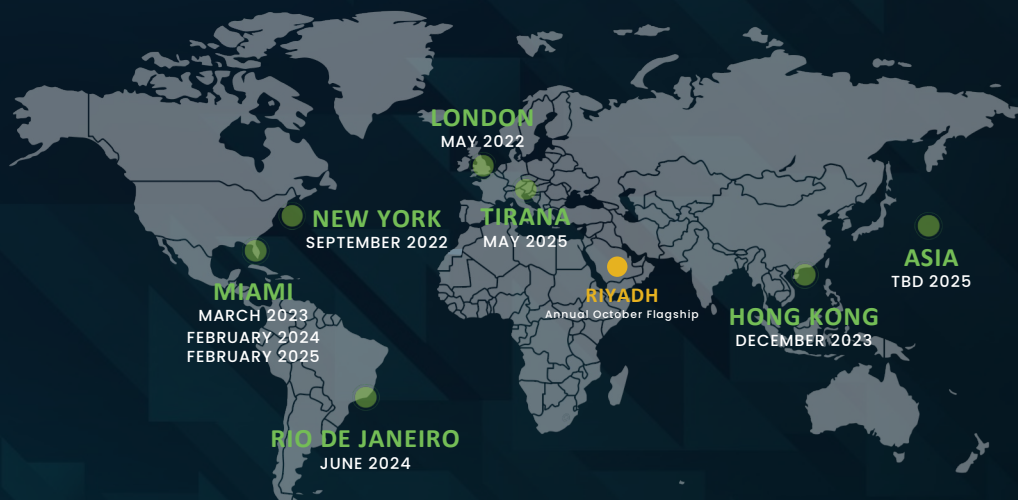 LONDON
MAY 2022
NEW YORK
SEPTEMBER 2022
TIRANA
MAY 2025
ASIA
TBD 2025
MIAMI
MARCH 2023
FEBRUARY 2024
FEBRUARY 2025
RIYADH
Annual October Flagship
HONG KONG
DECEMBER 2023
RIO DE JANEIRO
JUNE 2024